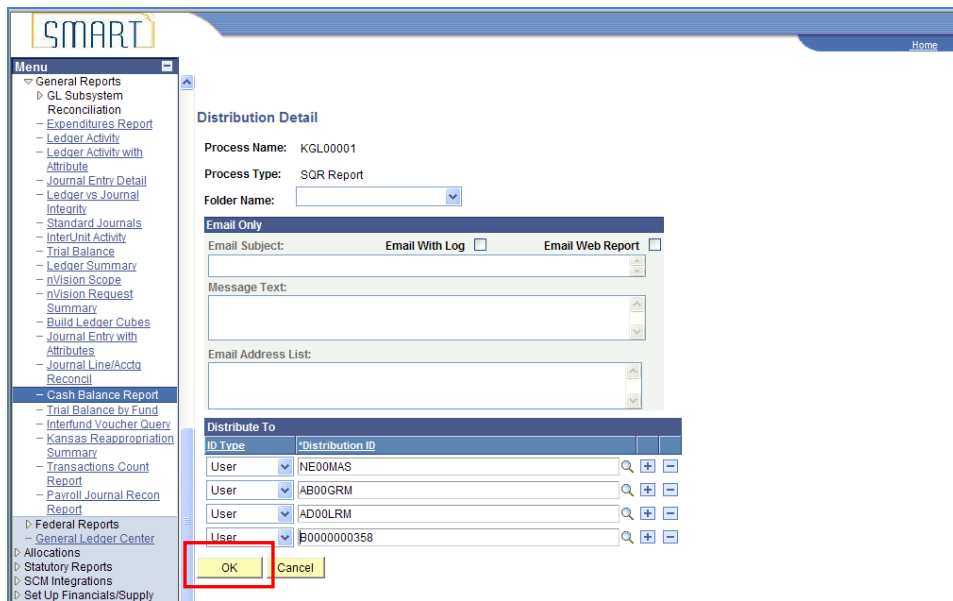 SMART
Home
Menu
General Reports
GL Subsystem
Reconciliation
Expenditures Report
Ledger Activity
Ledger Activity with
Attribute
Journal Entry Detail
Ledger vs Journal
Integrity
Standard Journals
InterUnit Activity
Trial Balance
Ledger Summary
nVision Scope
nVision Request
Summary
Build Ledger Cubes
Journal Entry with
Attributes
Journal Line/Acctg
Reconcil
Cash Balance Report
Trial Balance by Fund
Interfund Voucher Query
Kansas Reappropriation
Summary
Transactions Count
Report
Payroll Journal Recon
Report
Federal Reports
General Ledger Center
Allocations
Statutory Reports
SCM Integrations
Set Up Financials/Supply
Distribution Detail
Process Name: KGL00001
Process Type: SQR Report
Folder Name:
Email Only
Email Subject: Email With Log Email Web Report
Message Text:
Email Address List:
Distribute To
ID Type *Distribution ID
User NE00MAS
User AB00GRM
User AD00LRM
User B0000000358
OK Cancel